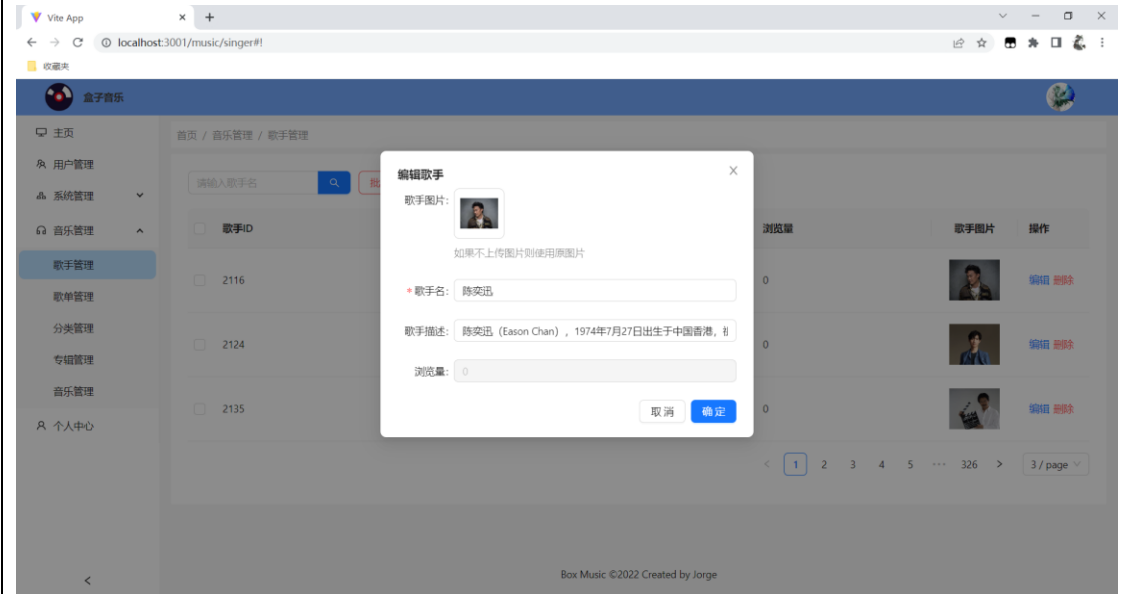 Vite App
localhost:3001/music/singer#!
收藏夹
盒子音乐
主页
首页 / 音乐管理 / 歌手管理
用户管理
系统管理
音乐管理
歌手管理
歌单管理
分类管理
专辑管理
音乐管理
个人中心
请输入歌手名
批
歌手ID
浏览量
歌手图片
操作
2116
0
编辑 删除
2124
0
编辑 删除
2135
0
编辑 删除
编辑歌手
歌手图片:
如果不上传图片则使用原图片
* 歌手名: 陈奕迅
歌手描述: 陈奕迅（Eason Chan），1974年7月27日出生于中国香港，
浏览量: 0
取 消
确 定
< 1 2 3 4 5 ··· 326 >
3 / page
Box Music ©2022 Created by Jorge
<